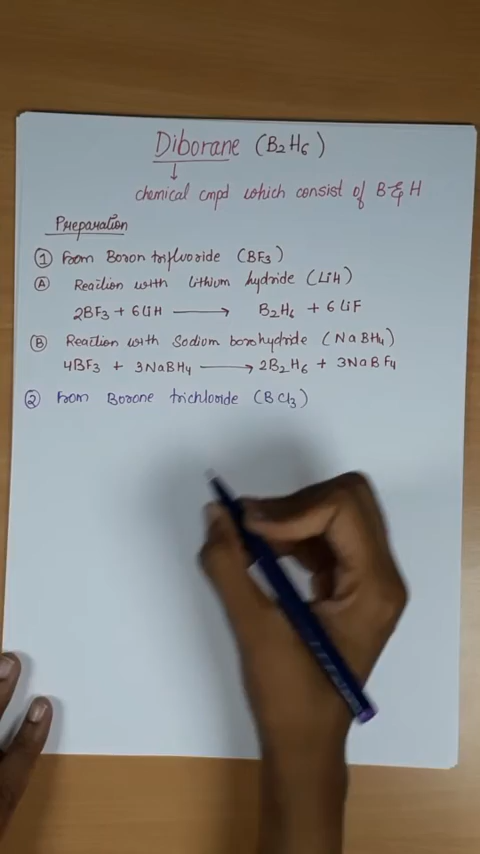 Diborane (B₂H₆)
↓
chemical cmpd which consist of B & H
Preparation
① From Boron trifluoride (BF₃)
Ⓐ Reaction with Lithium hydride (LiH)
2BF₃ + 6LiH ⟶ B₂H₆ + 6LiF
Ⓑ Reaction with Sodiom borohydride (NaBH₄)
4BF₃ + 3NaBH₄ ⟶ 2B₂H₆ + 3NaBF₄
② From Borone trichloride (BCl₃)